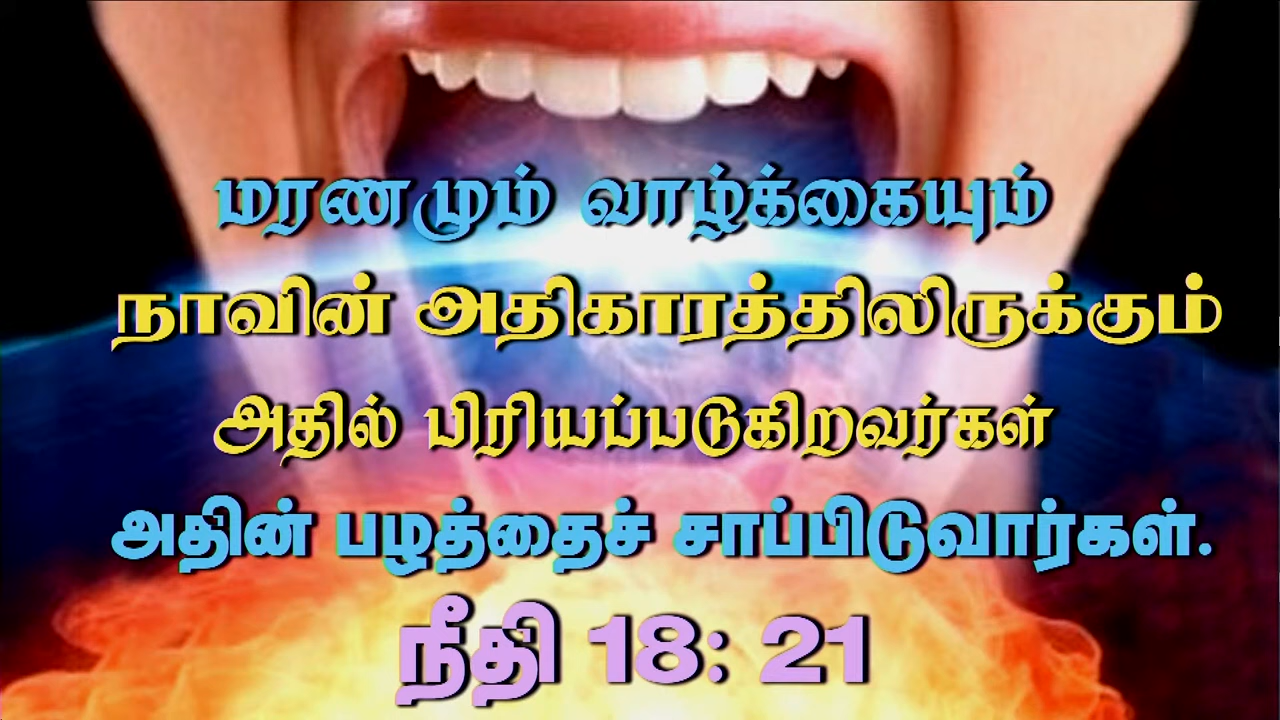 மரணமும் வாழ்க்கையும்
நாவின் அதிகாரத்திலிருக்கும்
அதில் பிரியப்படுகிறவர்கள்
அதின் பழத்தைச் சாப்பிடுவார்கள்.
நீதி 18: 21